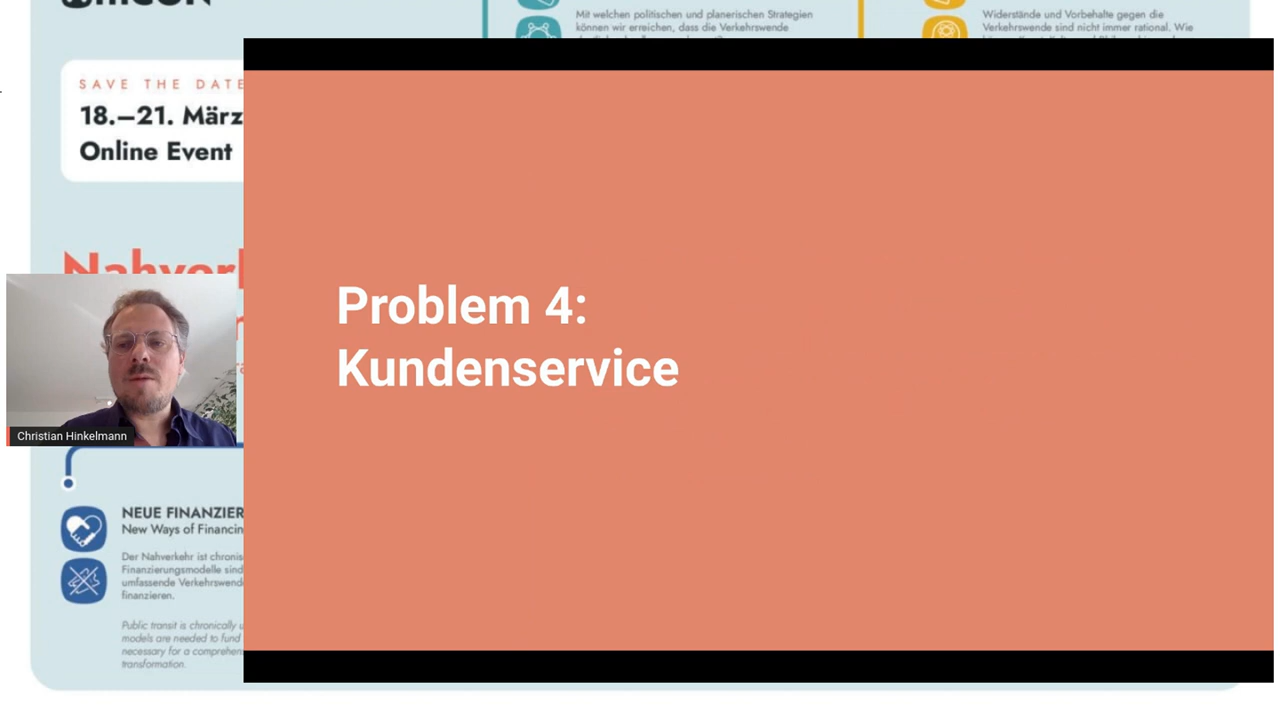 Mit welchen politischen und planerischen Strategien
können wir erreichen, dass die Verkehrswende
Widerstände und Vorbehalte gegen die
Verkehrswende sind nicht immer rational. Wie
SAVE THE DATE
18.–21. März
Online Event
Problem 4:
Kundenservice
Christian Hinkelmann
NEUE FINANZIER
New Ways of Financin
Der Nahverkehr ist chronis
Finanzierungsmodelle sind
umfassende Verkehrswend
finanzieren.
Public transit is chronically u
models are needed to fund
necessary for a comprehen
transformation.